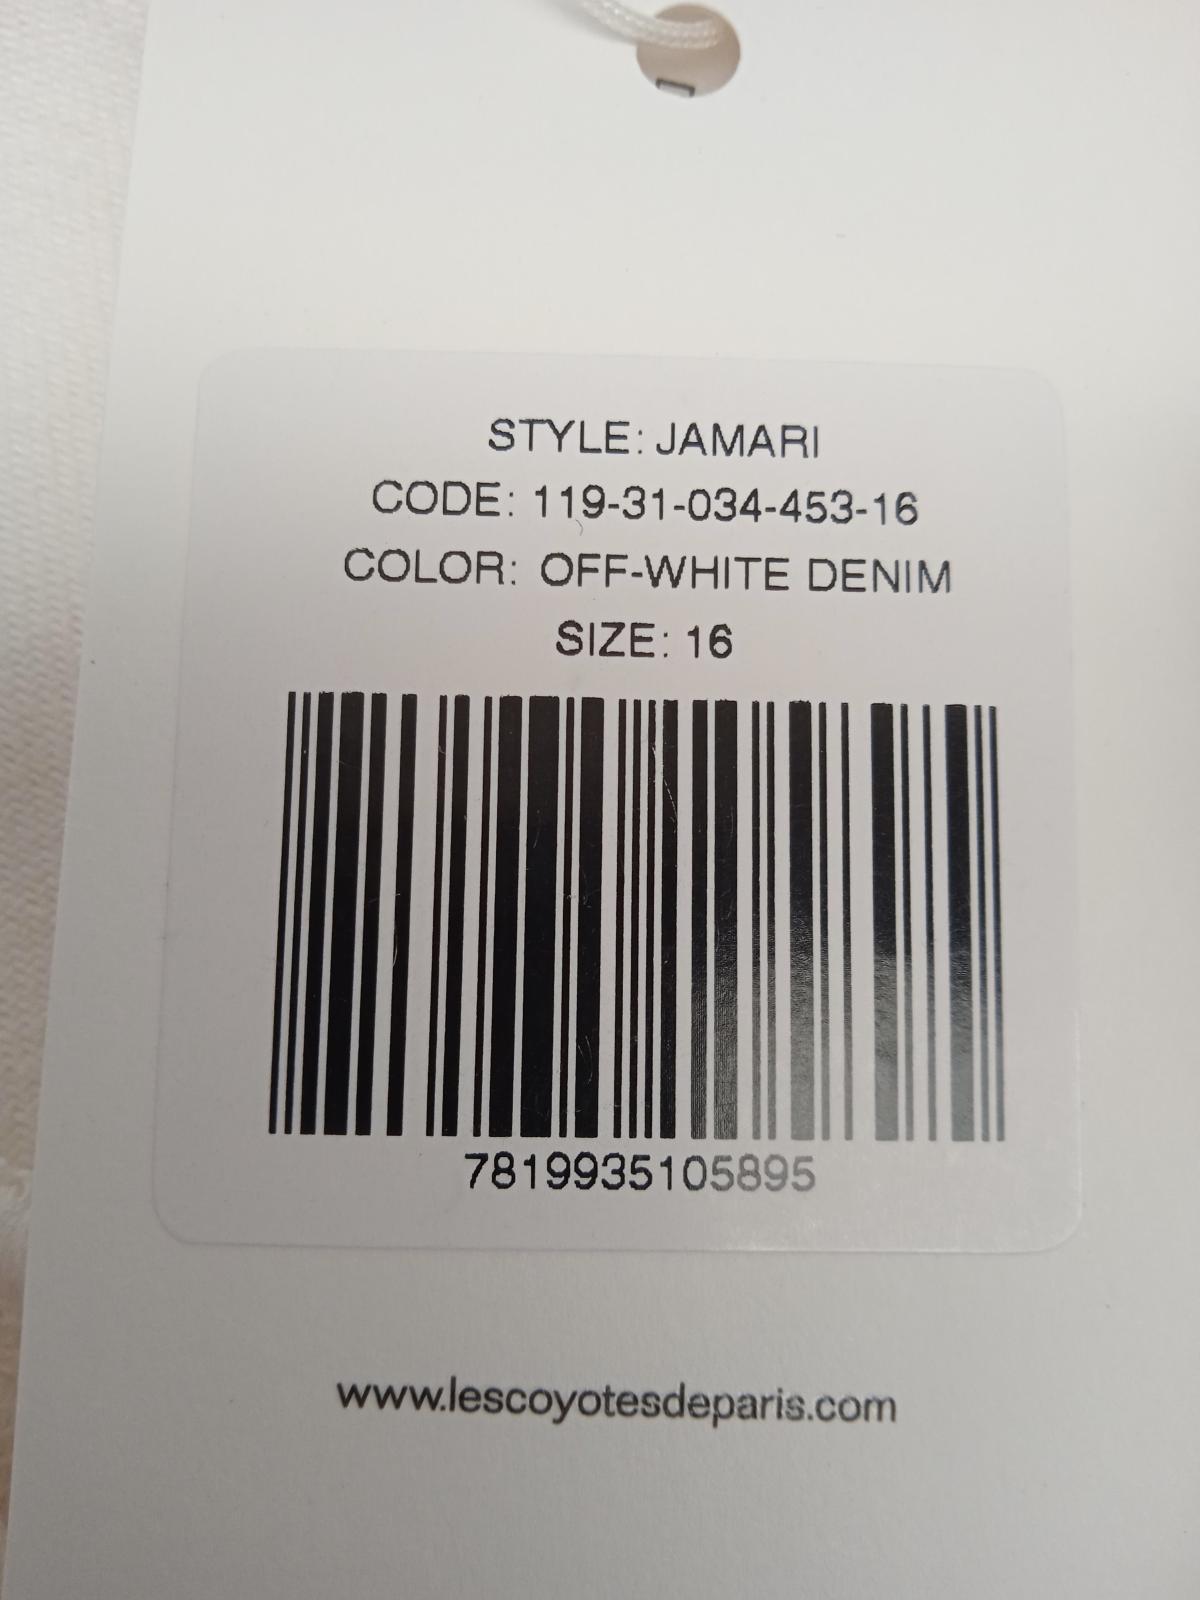 STYLE: JAMARI
CODE: 119-31-034-453-16
COLOR: OFF-WHITE DENIM
SIZE: 16
7819935105895
www.lescoyotesdeparis.com